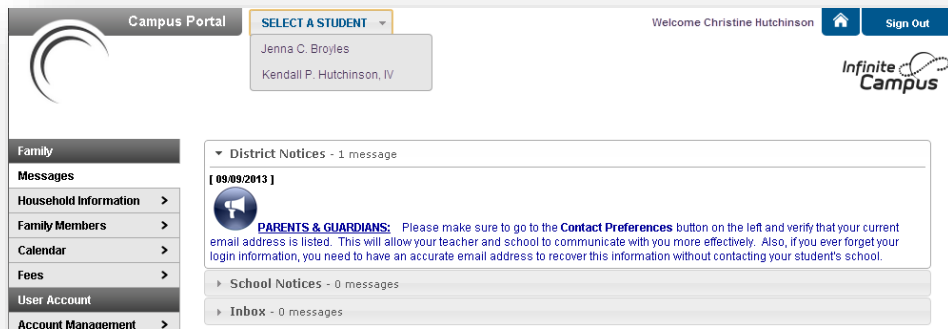 Campus Portal
SELECT A STUDENT
Welcome Christine Hutchinson
Sign Out
Jenna C. Broyles
Kendall P. Hutchinson, IV
Infinite
Campus
Family
Messages
Household Information >
Family Members >
Calendar >
Fees >
User Account
Account Management >
District Notices - 1 message
[ 09/09/2013 ]
PARENTS & GUARDIANS: Please make sure to go to the Contact Preferences button on the left and verify that your current
email address is listed. This will allow your teacher and school to communicate with you more effectively. Also, if you ever forget your
login information, you need to have an accurate email address to recover this information without contacting your student's school.
School Notices - 0 messages
Inbox - 0 messages